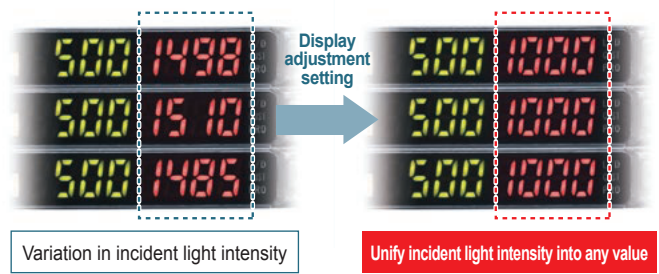 500 1498
500 1510
500 1485
Display
adjustment
setting
500 1000
500 1000
500 1000
Variation in incident light intensity
Unify incident light intensity into any value